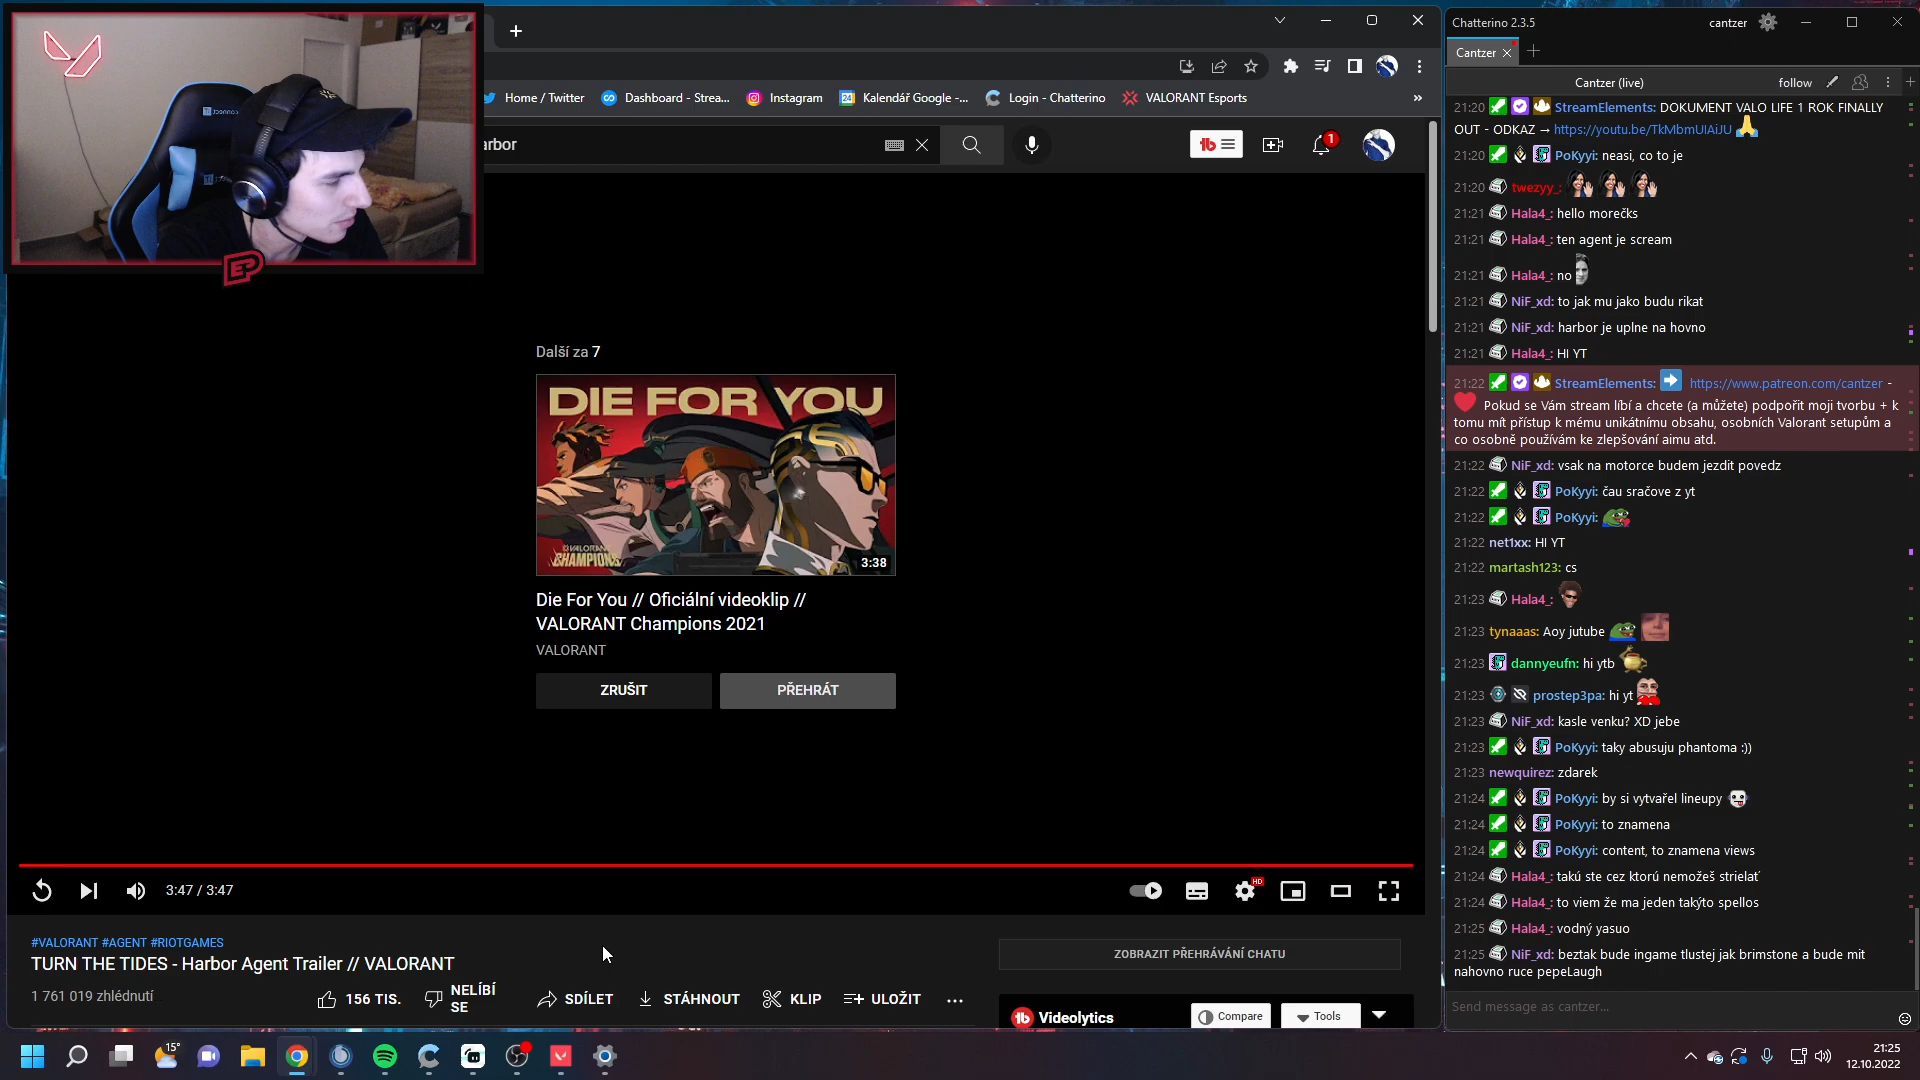 Home / Twitter
Dashboard - Strea...
Instagram
Kalendář Google -...
Login - Chatterino
VALORANT Esports
»
arbor
1
Další za 7
DIE FOR YOU
VALORANT
CHAMPIONS
3:38
Die For You // Oficiální videoklip //
VALORANT Champions 2021
VALORANT
ZRUŠIT
PŘEHRÁT
3:47 / 3:47
HD
#VALORANT #AGENT #RIOTGAMES
TURN THE TIDES - Harbor Agent Trailer // VALORANT
1 761 019 zhlédnutí
156 TIS.
NELÍBÍ
SE
SDÍLET
STÁHNOUT
KLIP
ULOŽIT
ZOBRAZIT PŘEHRÁVÁNÍ CHATU
Videolytics
Compare
Tools
Chatterino 2.3.5
cantzer
Cantzer
Cantzer (live)
follow
21:20 StreamElements: DOKUMENT VALO LIFE 1 ROK FINALLY
OUT - ODKAZ → https://youtu.be/TkMbmUIAiJU
21:20 PoKyyi: neasi, co to je
21:20 twezyy_:
21:21 Hala4_: hello morečks
21:21 Hala4_: ten agent je scream
21:21 Hala4_: no
21:21 NiF_xd: to jak mu jako budu rikat
21:21 NiF_xd: harbor je uplne na hovno
21:21 Hala4_: HI YT
21:22 StreamElements: https://www.patreon.com/cantzer -
Pokud se Vám stream líbí a chcete (a můžete) podpořit moji tvorbu + k
tomu mít přístup k mému unikátnímu obsahu, osobních Valorant setupům a
co osobně používám ke zlepšování aimu atd.
21:22 NiF_xd: vsak na motorce budem jezdit povedz
21:22 PoKyyi: čau sračove z yt
21:22 PoKyyi:
21:22 net1xx: HI YT
21:22 martash123: cs
21:23 Hala4_:
21:23 tynaaas: Aoy jutube
21:23 dannyeufn: hi ytb
21:23 prostep3pa: hi yt
21:23 NiF_xd: kasle venku? XD jebe
21:23 PoKyyi: taky abusuju phantoma :))
21:23 newquirez: zdarek
21:24 PoKyyi: by si vytvařel lineupy
21:24 PoKyyi: to znamena
21:24 PoKyyi: content, to znamena views
21:24 Hala4_: takú ste cez ktorú nemožeš strielať
21:24 Hala4_: to viem že ma jeden takýto spellos
21:25 Hala4_: vodný yasuo
21:25 NiF_xd: beztak bude ingame tlustej jak brimstone a bude mit
nahovno ruce pepeLaugh
Send message as cantzer...
15°
21:25
12.10.2022